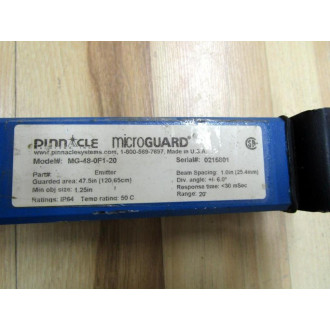 PINNACLE microGUARD
www.pinnaclesystems.com, 1-800-569-7697, Made in U.S.A.
Model#: MG-48-0F1-20 Serial#: 0215881
Part#: Emitter Beam Spacing: 1.0in (25.4mm)
Guarded area: 47.5in (120.65cm) Div. angle: +/- 6.0°
Min obj size: 1.25in Response time: <30 mSec
Ratings: IP64 Temp rating: 50 C Range: 20'